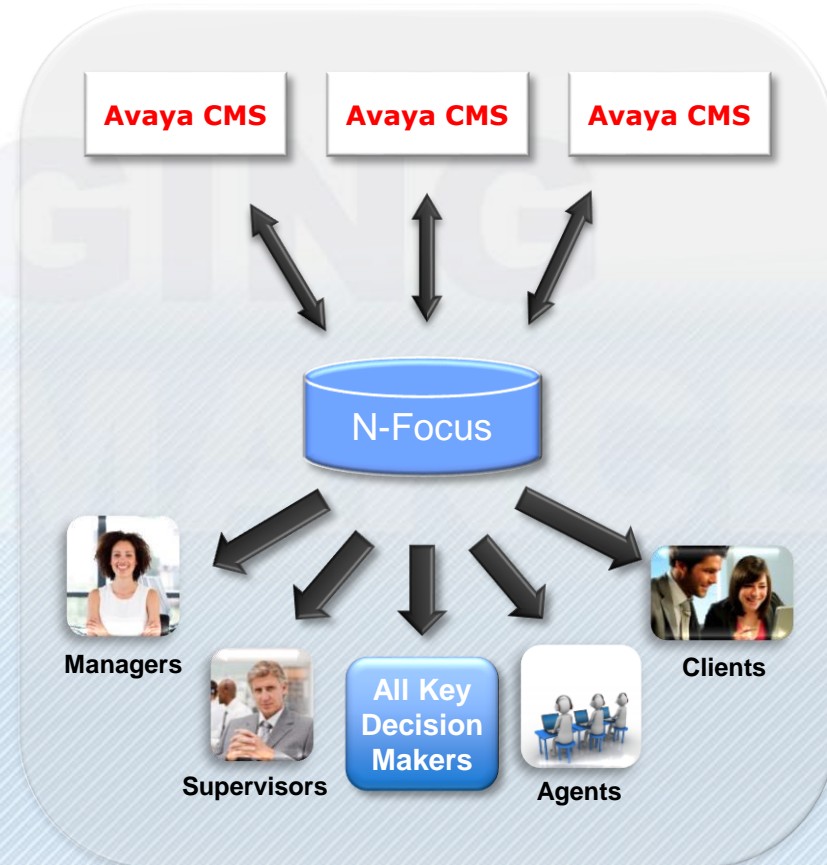 Avaya CMS
Avaya CMS
Avaya CMS
N-Focus
Managers
Clients
All Key
Decision
Makers
Supervisors
Agents